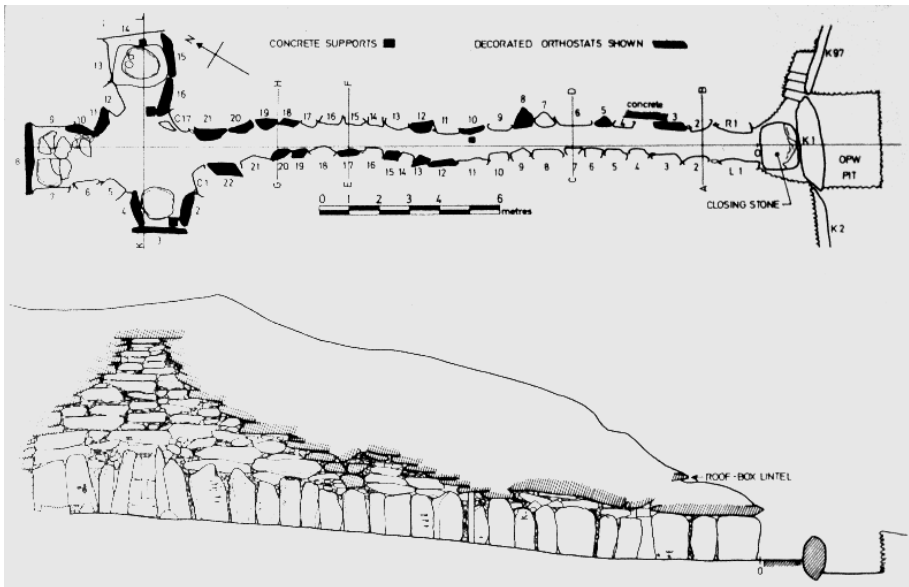 CONCRETE SUPPORTS
DECORATED ORTHOSTATS SHOWN
N
L
14
15
13
16
12
11
10
9
8
7
6
5
4
3
2
C1
C17
K
21
20
19
18
17
16
15
14
13
12
11
10
9
8
7
6
5
4
concrete
3
2
R1
H
F
D
B
22
21
20
19
18
17
16
15
14
13
12
11
10
9
8
7
6
5
4
3
2
L1
G
E
C
A
0 1 2 3 4 6
metres
K97
K1
O
OPW
PIT
CLOSING STONE
K2
ROOF-BOX LINTEL
O